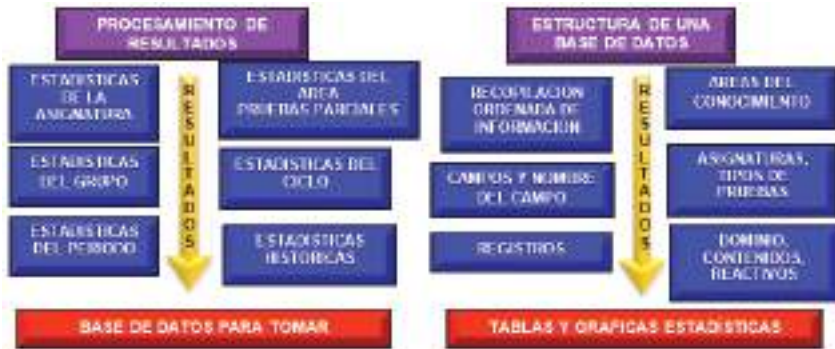 PROCESAMIENTO DE
RESULTADOS
ESTADISTICAS
DE LA
ASIGNATURA
ESTADISTICAS
DEL GRUPO
ESTADISTICAS
DEL PERIODO
RESULTADOS
ESTADISTICAS DEL
AREA
PRUEBAS PARCIALES
ESTADISTICAS DEL
CICLO
ESTADISTICAS
HISTORICAS
BASE DE DATOS PARA TOMAR
ESTRUCTURA DE UNA
BASE DE DATOS
RECOPILACION
ORDENADA DE
INFORMACION
CAMPOS Y NOMBRE
DEL CAMPO
REGISTROS
RESULTADOS
AREAS DEL
CONOCIMIENTO
ASIGNATURAS,
TIPOS DE
PRUEBAS
DOMINIO,
CONTENIDOS,
REACTIVOS
TABLAS Y GRAFICAS ESTADÍSTICAS